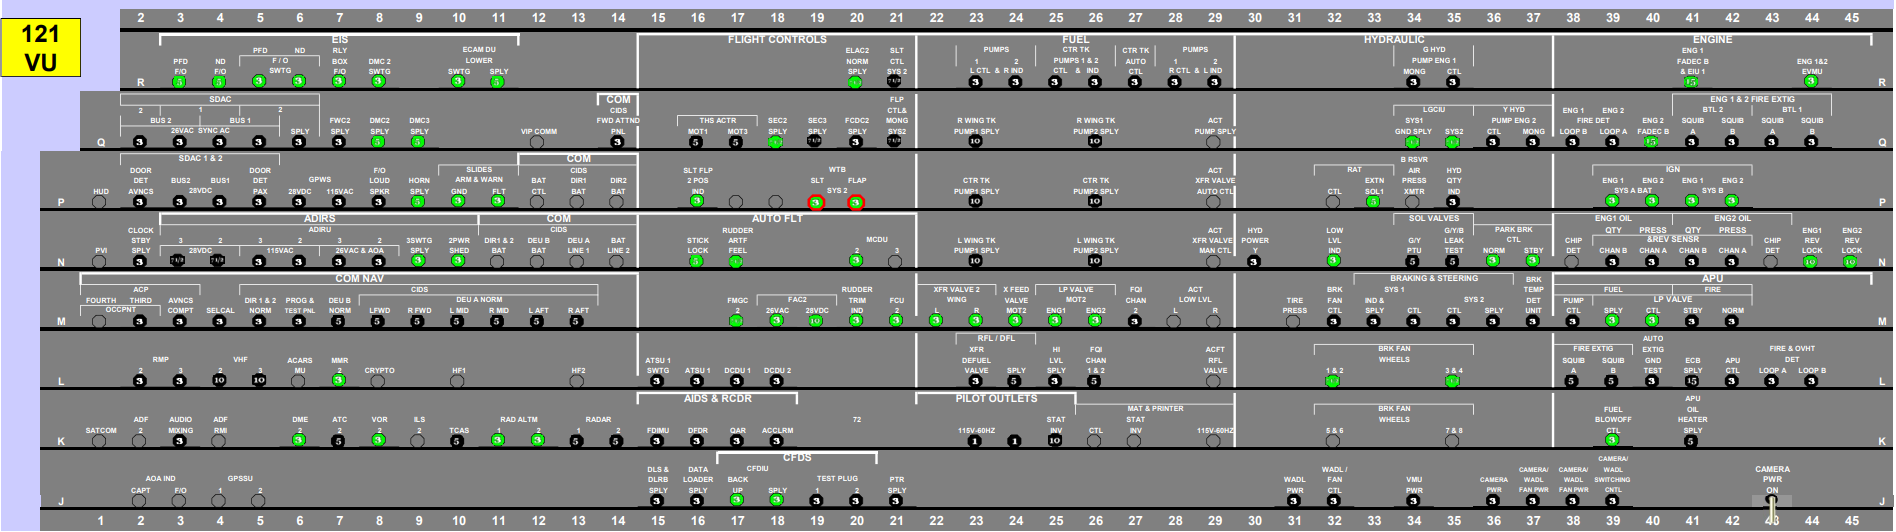 121
VU
2 3 4 5 6 7 8 9 10 11 12 13 14 15 16 17 18 19 20 21 22 23 24 25 26 27 28 29 30 31 32 33 34 35 36 37 38 39 40 41 42 43 44 45
EIS FLIGHT CONTROLS FUEL HYDRAULIC ENGINE
PFD ND RLY ECAM DU ELAC2 SLT PUMPS CTR TK CTR TK PUMPS G HYD ENG 1
PFD ND F / O BOX DMC 2 LOWER NORM CTL 1 2 PUMPS 1 & 2 AUTO 1 2 PUMP ENG 1 FADEC B ENG 1&2
F/O F/O SWTG F/O SWTG SWTG SPLY SPLY SYS 2 L CTL & R IND CTL & IND CTL R CTL & L IND MONG CTL & EIU 1 EVMU
R R
SDAC COM FLP ENG 1 & 2 FIRE EXTIG
2 1 2 CIDS CTL& LGCIU Y HYD ENG 1 ENG 2 BTL 2 BTL 1
BUS 2 BUS 1 FWC2 DMC2 DMC3 FWD ATTND THS ACTR SEC2 SEC3 FCDC2 MONG R WING TK R WING TK ACT SYS1 PUMP ENG 2 FIRE DET ENG 2 SQUIB SQUIB SQUIB SQUIB
26VAC SYNC AC SPLY SPLY SPLY SPLY VIP COMM PNL MOT1 MOT3 SPLY SPLY SPLY SYS2 PUMP1 SPLY PUMP2 SPLY PUMP SPLY GND SPLY SYS2 CTL MONG LOOP B LOOP A FADEC B A B A B
Q Q
SDAC 1 & 2 COM B RSVR
DOOR DOOR F/O SLIDES CIDS SLT FLP WTB ACT RAT AIR HYD IGN
DET BUS2 BUS1 DET GPWS LOUD HORN ARM & WARN BAT DIR1 DIR2 2 POS SLT FLAP CTR TK CTR TK XFR VALVE EXTN PRESS QTY ENG 1 ENG 2 ENG 1 ENG 2
HUD AVNCS 28VDC PAX 28VDC 115VAC SPKR SPLY GND FLT CTL BAT BAT IND SYS 2 PUMP1 SPLY PUMP2 SPLY AUTO CTL CTL SOL1 XMTR IND SYS A BAT SYS B
P P
ADIRS COM AUTO FLT
CLOCK ADIRU CIDS RUDDER SOL VALVES ENG1 OIL ENG2 OIL
STBY 3 2 3 2 3 2 3SWTG 2PWR DIR1 & 2 DEU B DEU A BAT STICK ARTF MCDU L WING TK L WING TK ACT HYD LOW G/Y/B PARK BRK QTY PRESS QTY PRESS ENG1 ENG2
PVI SPLY 28VDC 115VAC 26VAC & AOA SPLY SHED BAT BAT LINE 1 LINE 2 LOCK FEEL 2 3 PUMP1 SPLY PUMP2 SPLY XFR VALVE MAN CTL POWER Y LVL IND G/Y PTU LEAK TEST CTL NORM STBY CHIP DET &REV SENSR CHAN B CHAN A CHAN B CHAN A CHIP DET REV LOCK REV LOCK
N N
COM NAV BRAKING & STEERING BRK APU
ACP CIDS RUDDER XFR VALVE 2 X FEED LP VALVE FQI ACT SYS 1 TEMP FUEL FIRE
FOURTH THIRD AVNCS DIR 1 & 2 PROG & DEU B DEU A NORM FMGC FAC2 TRIM FCU WING VALVE MOT2 CHAN LOW LVL TIRE BRK FAN IND & SYS 2 DET PUMP LP VALVE
OCCPNT COMPT SELCAL NORM TEST PNL NORM LFWD R FWD L MID R MID L AFT R AFT 2 26VAC 28VDC IND 2 L R MOT2 ENG1 ENG2 2 L R PRESS CTL SPLY CTL CTL SPLY UNIT CTL SPLY CTL STBY NORM
M M
RFL / DFL
RMP VHF ACARS MMR ATSU 1 XFR DEFUEL HI LVL FQI CHAN ACFT RFL BRK FAN FIRE EXTIG AUTO EXTIG ECB APU FIRE & OVHT
2 3 2 3 MU 2 CRYPTO HF1 HF2 SWTG ATSU 1 DCDU 1 DCDU 2 VALVE SPLY SPLY 1 & 2 VALVE WHEELS 1 & 2 3 & 4 SQUIB A SQUIB B GND TEST SPLY CTL DET LOOP A LOOP B
L L
AIDS & RCDR PILOT OUTLETS APU
ADF AUDIO ADF DME ATC VOR ILS RAD ALTM RADAR 72 STAT MAT & PRINTER STAT BRK FAN FUEL OIL
SATCOM 2 MIXING RMI 2 2 2 2 TCAS 1 2 1 2 FDIMU DFDR QAR ACCLRM 115V-60HZ INV CTL INV 115V-60HZ WHEELS 5 & 6 7 & 8 BLOWOFF CTL HEATER SPLY
K K
CFDS
AOA IND GPSSU DLS & DATA CFDIU WADL / CAMERA/ CAMERA/ CAMERA/ CAMERA
CAPT F/O 1 2 DLRB SPLY LOADER SPLY BACK UP SPLY TEST PLUG 1 2 PTR SPLY WADL PWR FAN CTL VMU PWR CAMERA PWR WADL FAN PWR WADL FAN PWR WADL SWITCHING CNTL PWR ON
J J
1 2 3 4 5 6 7 8 9 10 11 12 13 14 15 16 17 18 19 20 21 22 23 24 25 26 27 28 29 30 31 32 33 34 35 36 37 38 39 40 41 42 43 44 45